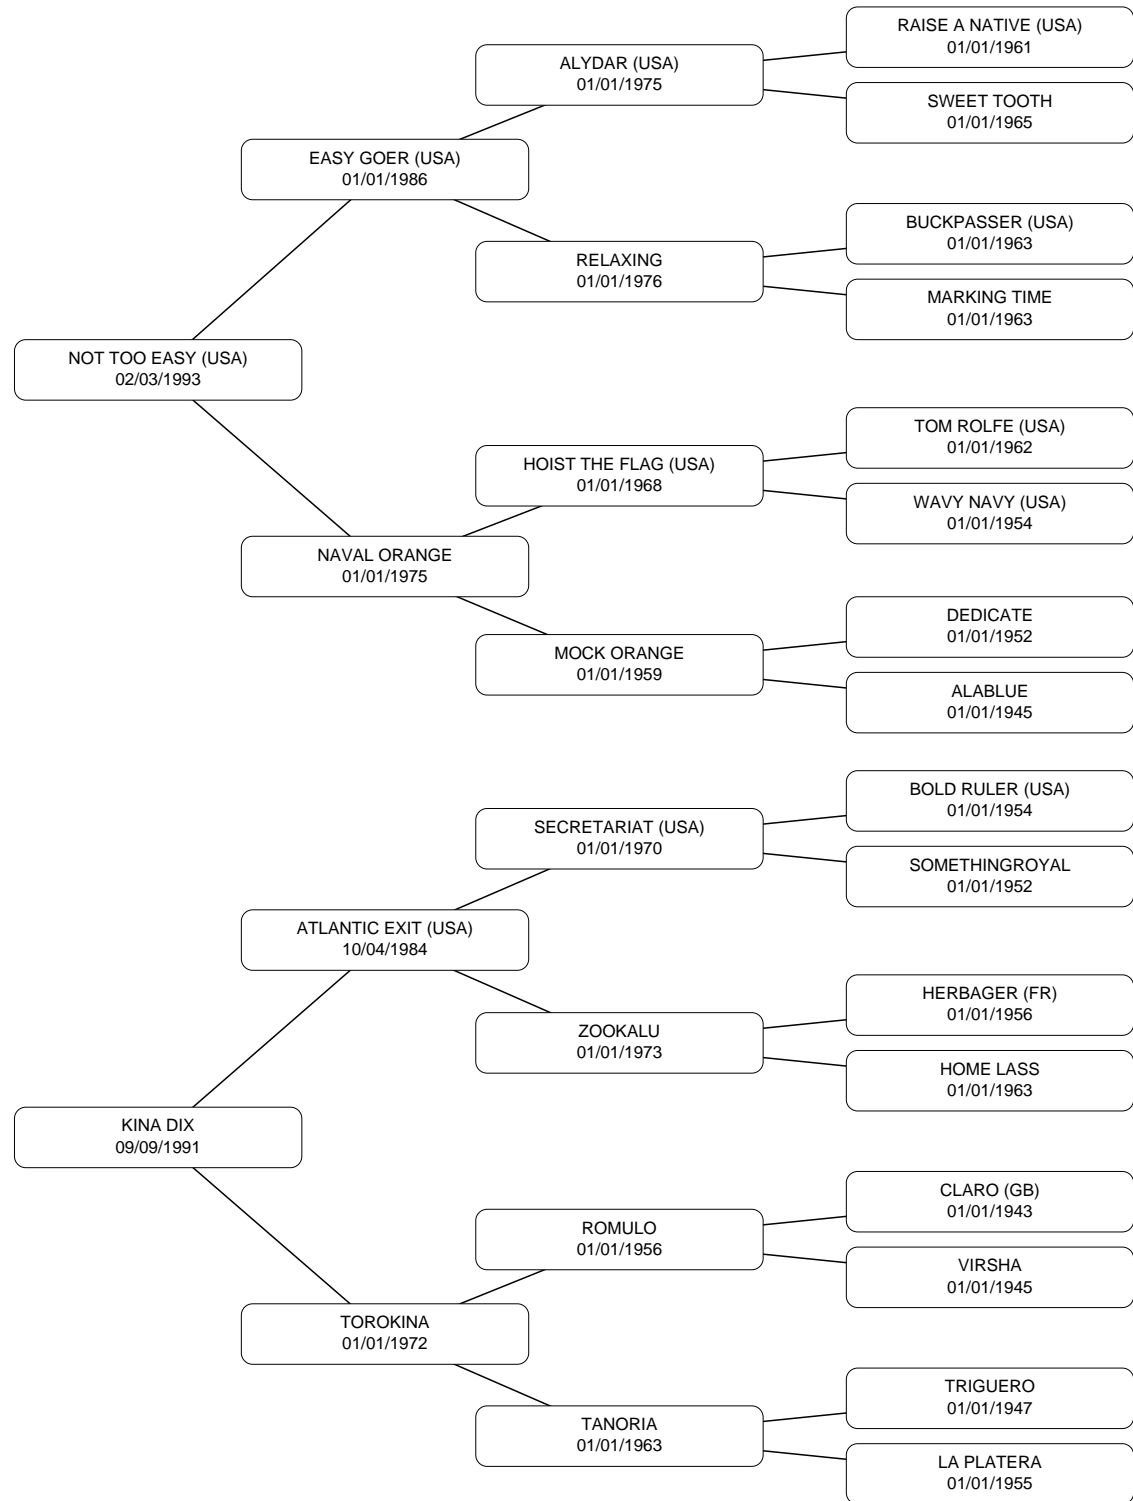 RAISE A NATIVE (USA)
01/01/1961
ALYDAR (USA)
01/01/1975
SWEET TOOTH
01/01/1965
EASY GOER (USA)
01/01/1986
BUCKPASSER (USA)
01/01/1963
RELAXING
01/01/1976
MARKING TIME
01/01/1963
NOT TOO EASY (USA)
02/03/1993
TOM ROLFE (USA)
01/01/1962
HOIST THE FLAG (USA)
01/01/1968
WAVY NAVY (USA)
01/01/1954
NAVAL ORANGE
01/01/1975
DEDICATE
01/01/1952
MOCK ORANGE
01/01/1959
ALABLUE
01/01/1945
BOLD RULER (USA)
01/01/1954
SECRETARIAT (USA)
01/01/1970
SOMETHINGROYAL
01/01/1952
ATLANTIC EXIT (USA)
10/04/1984
HERBAGER (FR)
01/01/1956
ZOOKALU
01/01/1973
HOME LASS
01/01/1963
KINA DIX
09/09/1991
CLARO (GB)
01/01/1943
ROMULO
01/01/1956
VIRSHA
01/01/1945
TOROKINA
01/01/1972
TRIGUERO
01/01/1947
TANORIA
01/01/1963
LA PLATERA
01/01/1955